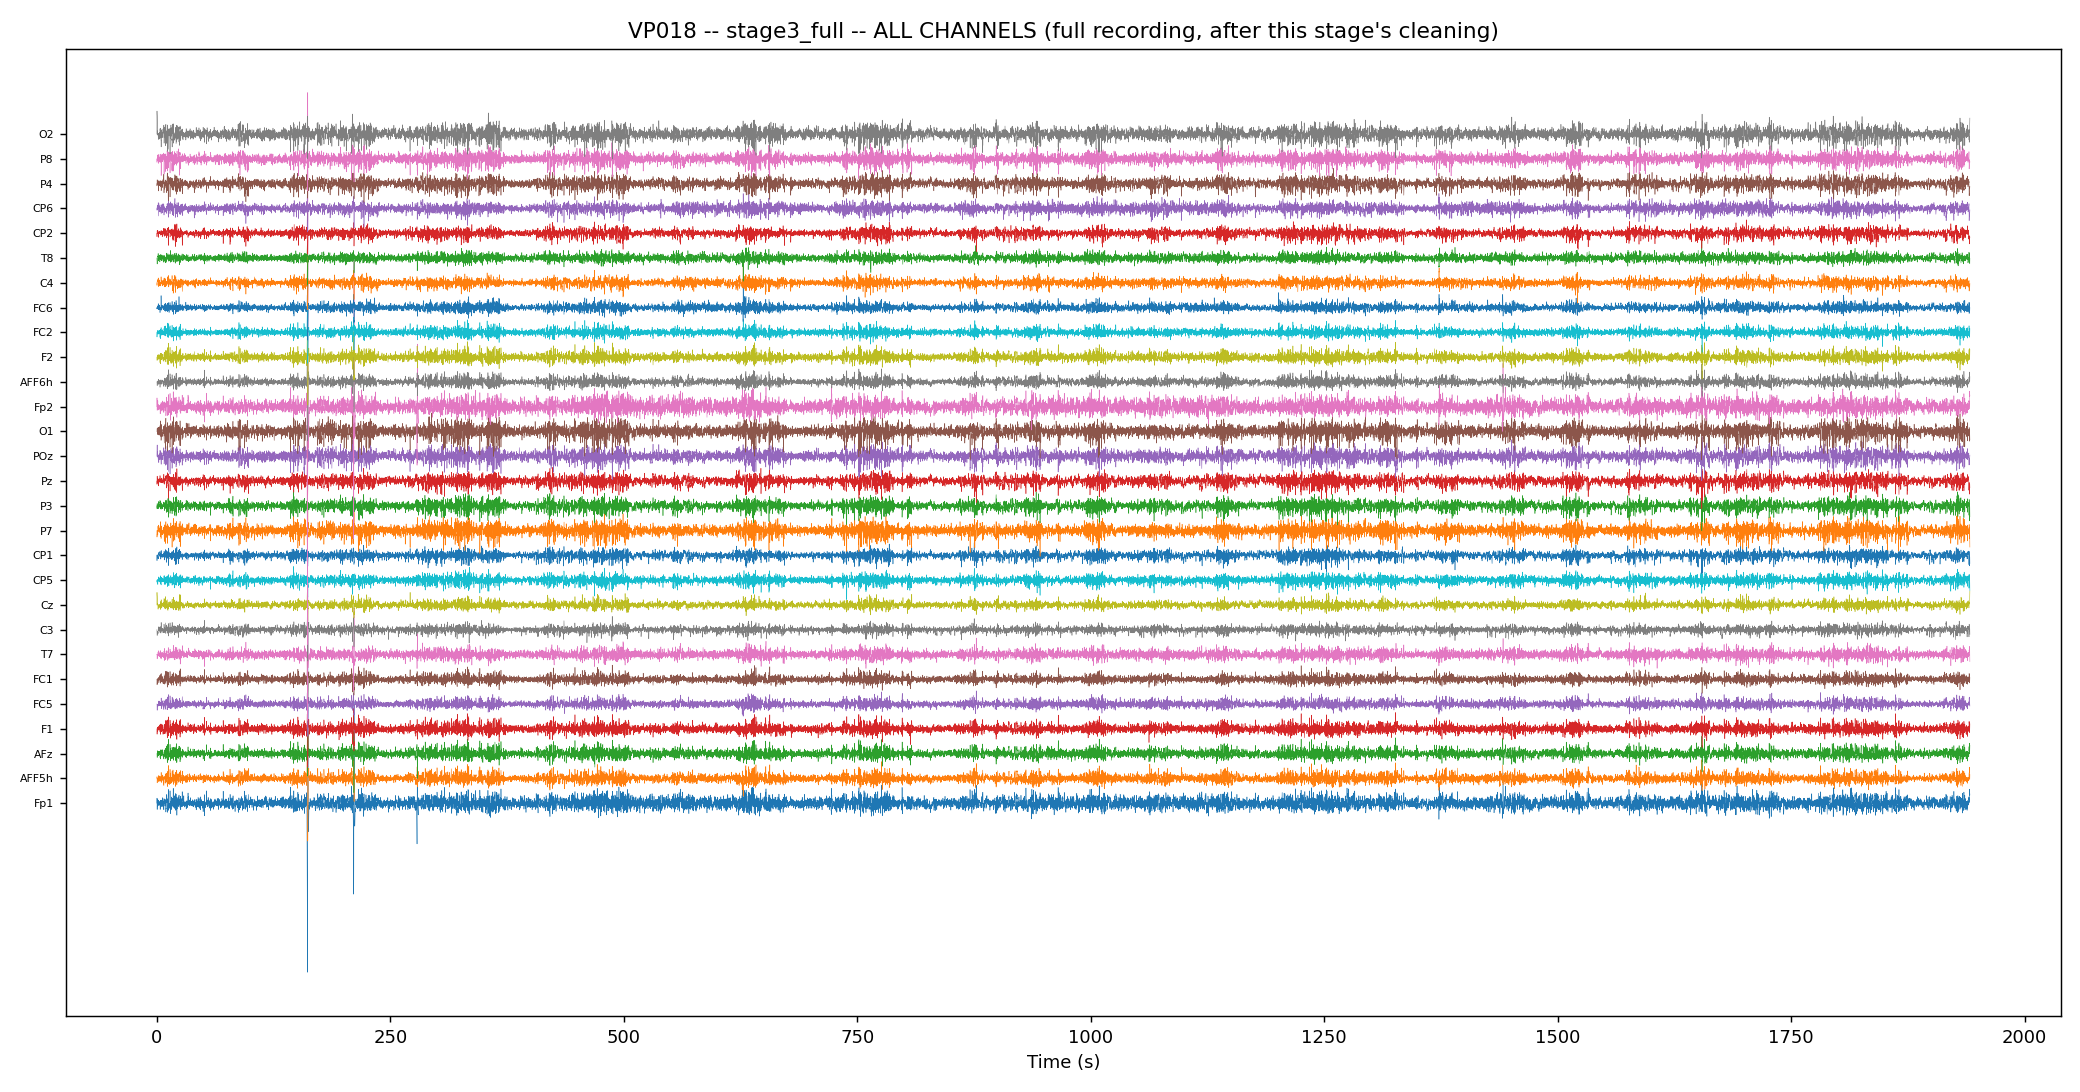 VP018 -- stage3_full -- ALL CHANNELS (full recording, after this stage's cleaning)
O2
P8
P4
CP6
CP2
T8
C4
FC6
FC2
F2
AFF6h
Fp2
O1
POz
Pz
P3
P7
CP1
CP5
Cz
C3
T7
FC1
FC5
F1
AFz
AFF5h
Fp1
0 250 500 750 1000 1250 1500 1750 2000
Time (s)